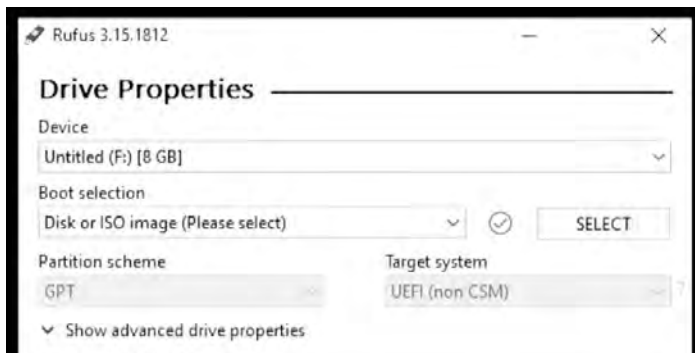 Rufus 3.15.1812
Drive Properties
Device
Untitled (F:) [8 GB]
Boot selection
Disk or ISO image (Please select)
SELECT
Partition scheme
Target system
GPT
UEFI (non CSM)
?
Show advanced drive properties